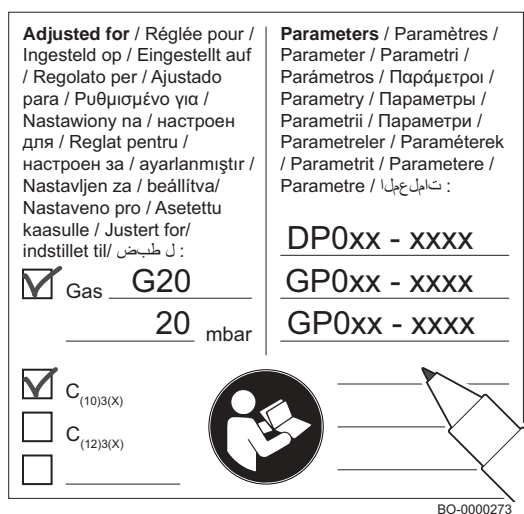 Adjusted for / Réglée pour /
Ingesteld op / Eingestellt auf
/ Regolato per / Ajustado
para / Ρυθμισμένο για /
Nastawiony na / настроен
для / Reglat pentru /
настроен за / ayarlanmıştır /
Nastavljen za / beállítva/
Nastaveno pro / Asetettu
kaasulle / Justert for/
indstillet til/ ل طبض :
Gas G20
20 mbar
Parameters / Paramètres /
Parameter / Parametri /
Parámetros / Παράμετροι /
Parametry / Параметры /
Parametrii / Параметри /
Parametreler / Paraméterek
/ Parametrit / Parametere /
Parametre / تاملعملا :
DP0xx - xxxx
GP0xx - xxxx
GP0xx - xxxx
C(10)3(X)
C(12)3(X)
BO-0000273